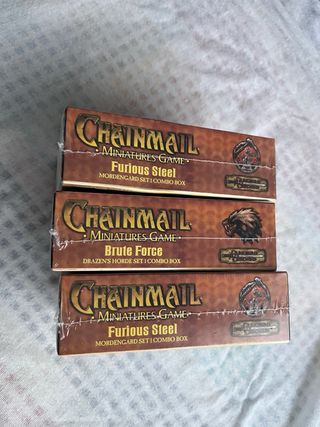 CHAINMAIL
MINIATURES GAME
Furious Steel
MORDENGARD SET 1 COMBO BOX
CHAINMAIL
MINIATURES GAME
Brute Force
DRAZEN'S HORDE SET 1 COMBO BOX
CHAINMAIL
MINIATURES GAME
Furious Steel
MORDENGARD SET 1 COMBO BOX